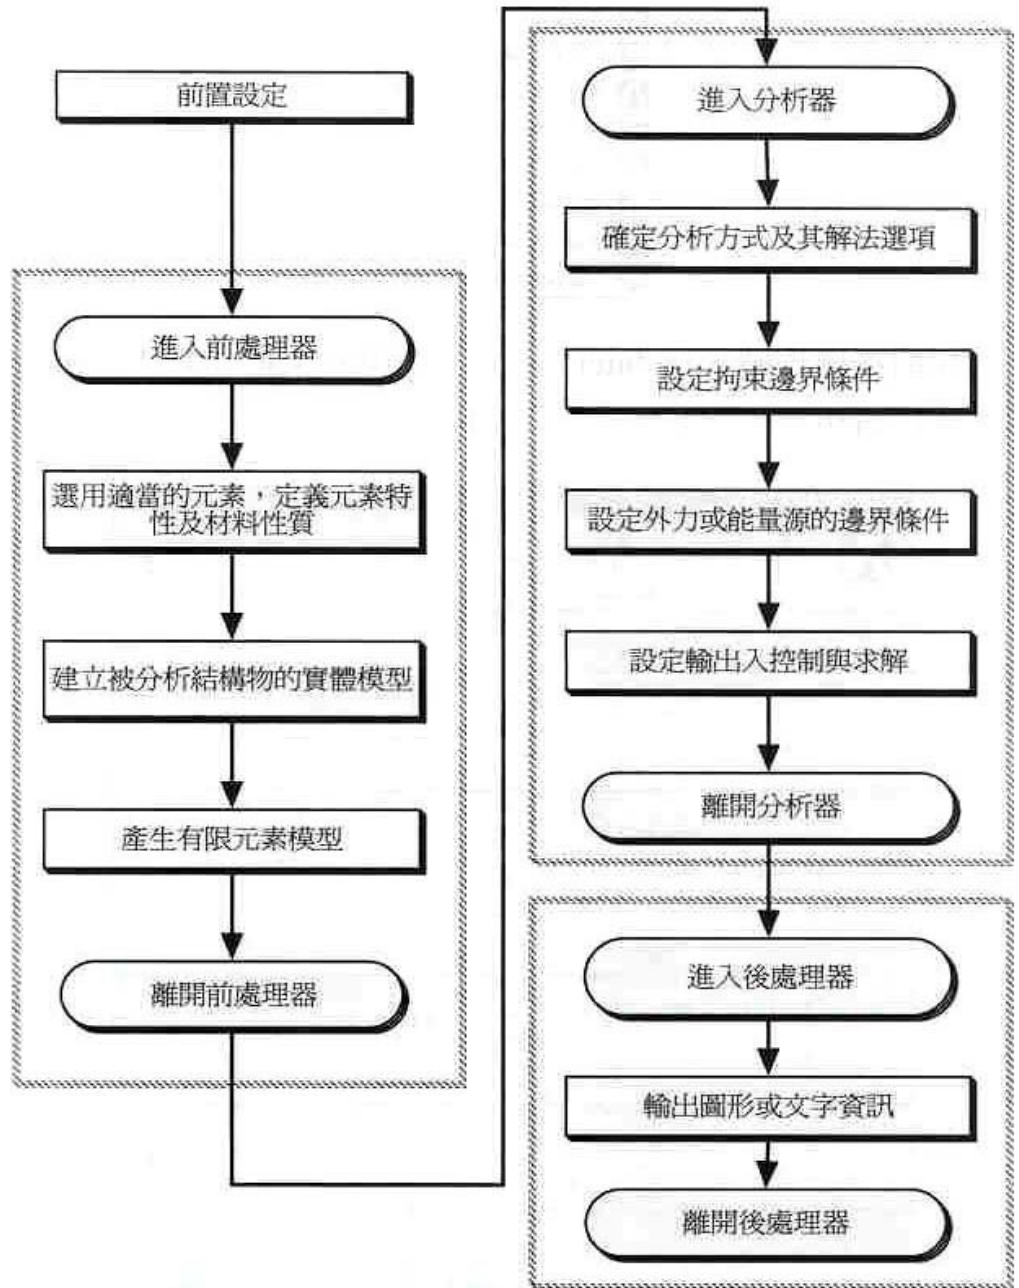 前置設定
進入前處理器
選用適當的元素，定義元素特
性及材料性質
建立被分析結構物的實體模型
產生有限元素模型
離開前處理器
進入分析器
確定分析方式及其解法選項
設定拘束邊界條件
設定外力或能量源的邊界條件
設定輸出入控制與求解
離開分析器
進入後處理器
輸出圖形或文字資訊
離開後處理器